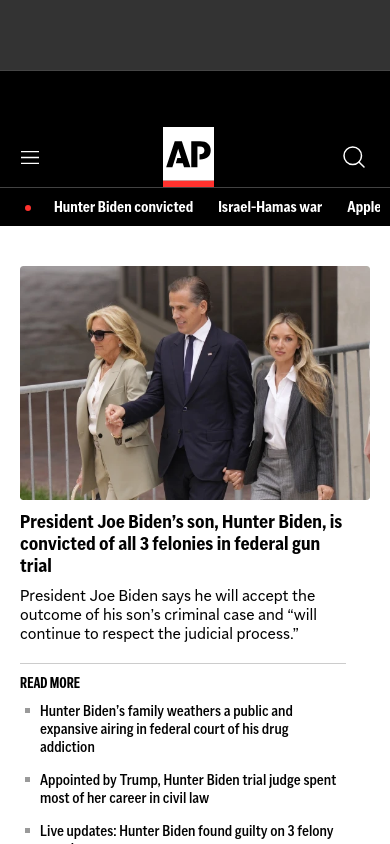 AP
Hunter Biden convicted Israel-Hamas war Apple
President Joe Biden’s son, Hunter Biden, is
convicted of all 3 felonies in federal gun
trial
President Joe Biden says he will accept the
outcome of his son’s criminal case and “will
continue to respect the judicial process.”
READ MORE
Hunter Biden’s family weathers a public and
expansive airing in federal court of his drug
addiction
Appointed by Trump, Hunter Biden trial judge spent
most of her career in civil law
Live updates: Hunter Biden found guilty on 3 felony